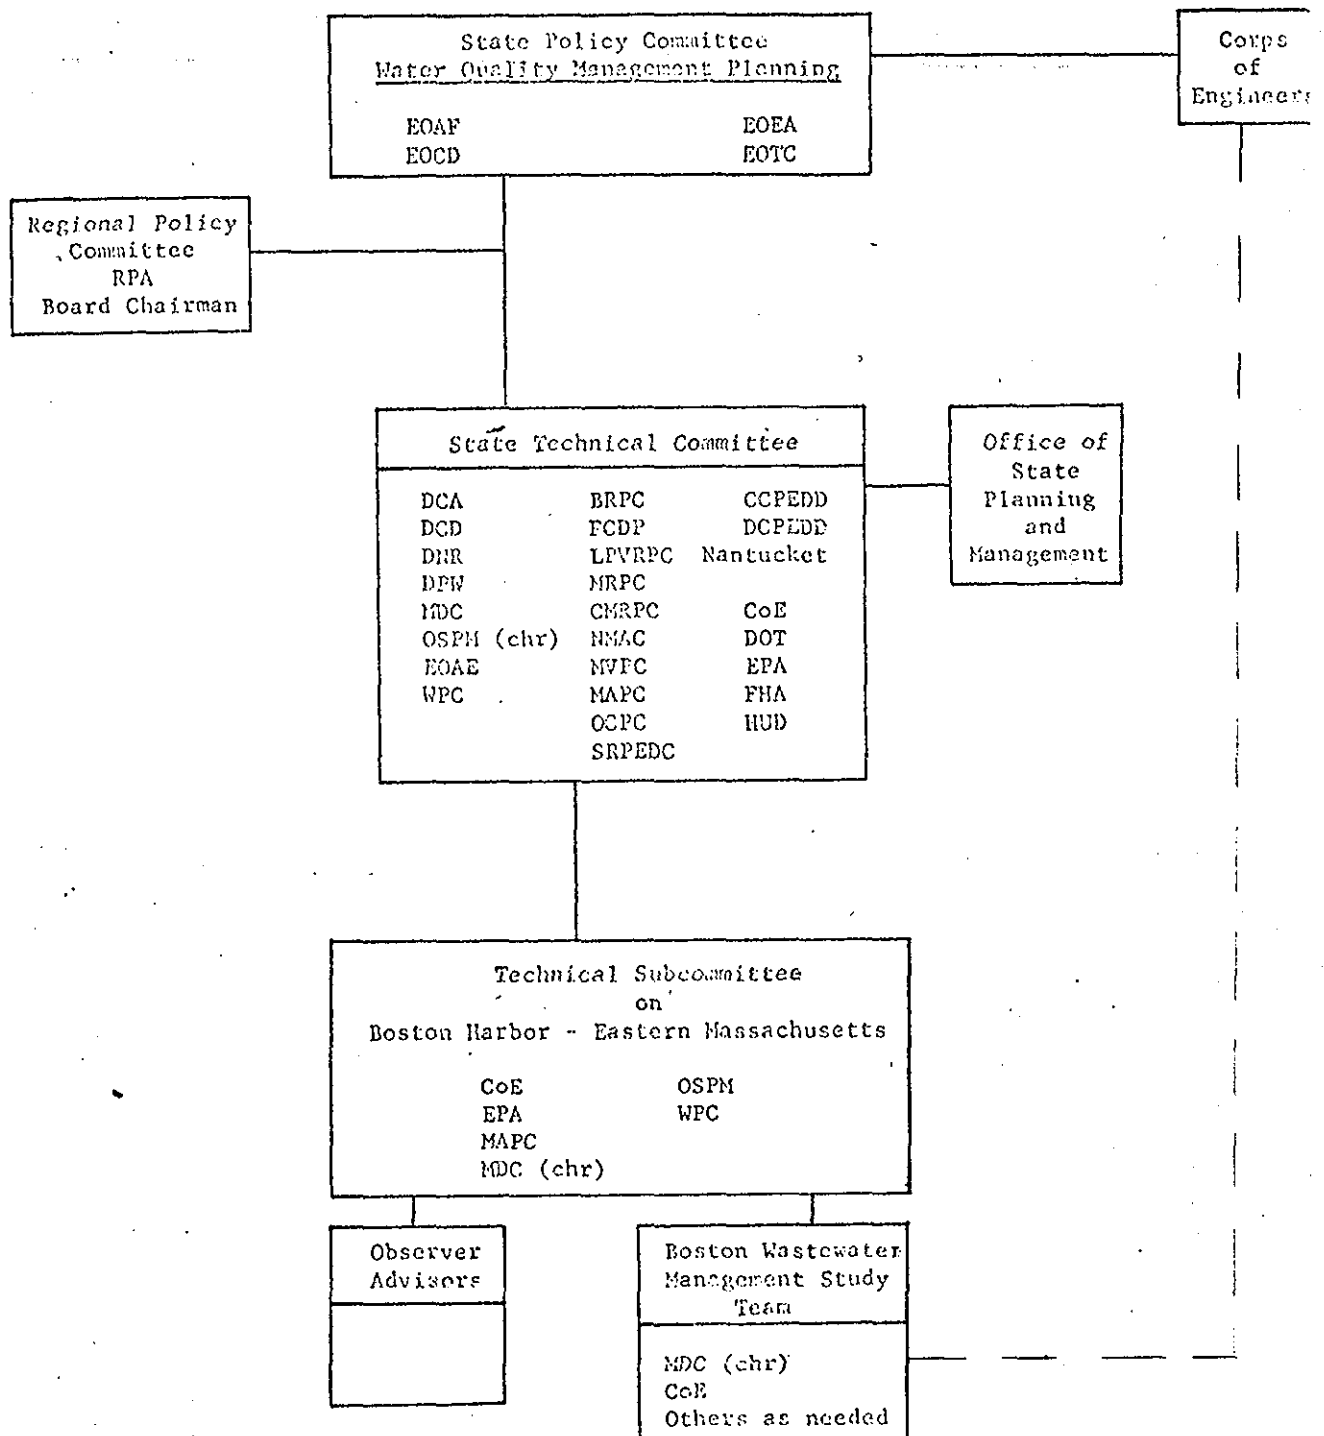 State Policy Committee
Water Quality Management Planning
EOAF EOEA
EOCD EOTC
Corps
of
Engineers
Regional Policy
Committee
RPA
Board Chairman
State Technical Committee
DCA BRPC CCPEDD
DCD FCDP DCPEDD
DNR LPVRPC Nantucket
DPW MRPC
MDC CMRPC CoE
OSPM (chr) NMAC DOT
EOAE MVPC EPA
WPC MAPC FHA
OCPC HUD
SRPEDC
Office of
State
Planning
and
Management
Technical Subcommittee
on
Boston Harbor - Eastern Massachusetts
CoE OSPM
EPA WPC
MAPC
MDC (chr)
Observer
Advisors
Boston Wastewater
Management Study
Team
MDC (chr)
CoE
Others as needed